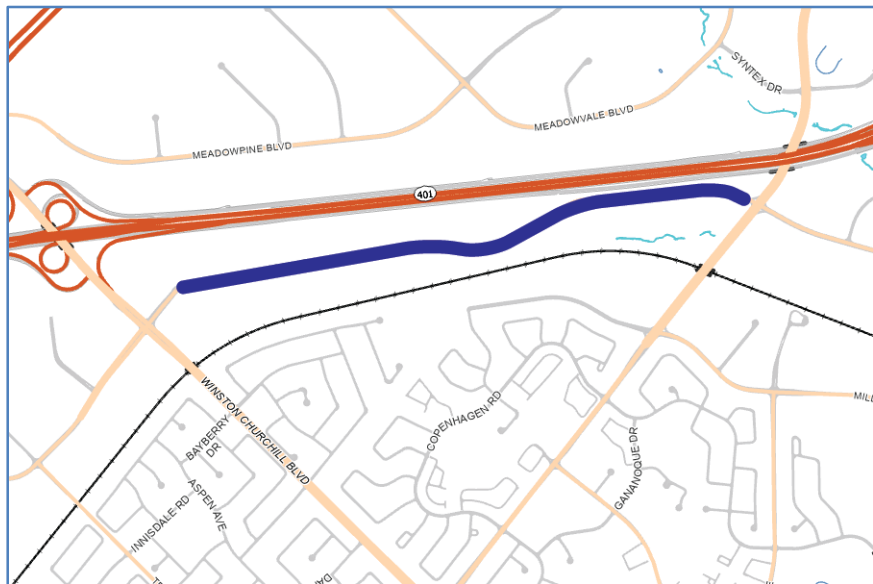 SYNTEX DR
MEADOWVALE BLVD
MEADOWPINE BLVD
401
WINSTON CHURCHILL BLVD
COPENHAGEN RD
MILL
BAYBERRY
DR
GANANOQUE DR
ASPEN AVE
INNISDALE RD